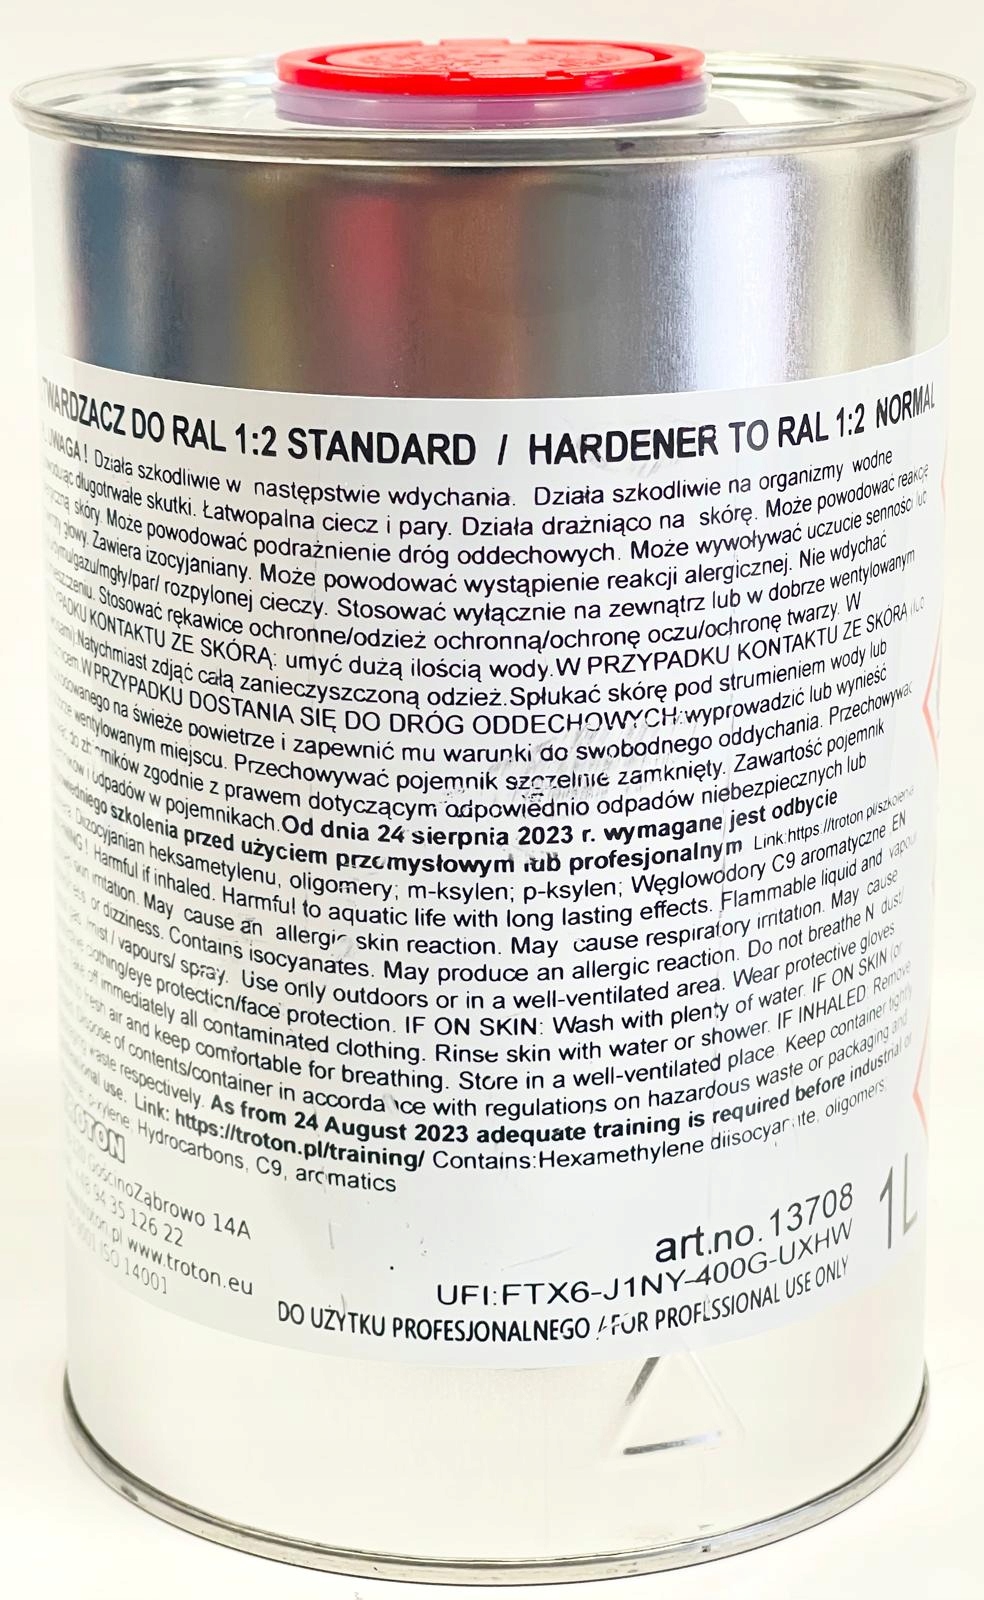 TWARDZACZ DO RAL 1:2 STANDARD / HARDENER TO RAL 1:2 NORMAL
UWAGA! Działa szkodliwie w następstwie wdychania. Działa szkodliwie na organizmy wodne
długotrwałe skutki. Łatwopalna ciecz i pary. Działa drażniąco na skórę. Może powodować reakcję
skóry. Może powodować podrażnienie dróg oddechowych. Może wywoływać uczucie senności lub
głowy. Zawiera izocyjaniany. Może powodować wystąpienie reakcji alergicznej. Nie wdychać
dymu/gazu/mgły/par/ rozpylonej cieczy. Stosować wyłącznie na zewnątrz lub w dobrze wentylowanym
Stosować rękawice ochronne/odzież ochronną/ochronę oczu/ochronę twarzy. W
KONTAKTU ZE SKÓRĄ: umyć dużą ilością wody.W PRZYPADKU KONTAKTU ZE SKÓRĄ
Natychmiast zdjąć całą zanieczyszczoną odzież.Spłukać skórę pod strumieniem wody lub
W PRZYPADKU DOSTANIA SIĘ DO DRÓG ODDECHOWYCH:wyprowadzić lub wynieść
na świeże powietrze i zapewnić mu warunki do swobodnego oddychania. Przechowywać
wentylowanym miejscu. Przechowywać pojemnik szczelnie zamknięty. Zawartość pojemnik
do zbiorników zgodnie z prawem dotyczącym odpowiednio odpadów niebezpiecznych lub
odpadów w pojemnikach.Od dnia 24 sierpnia 2023 r. wymagane jest odbycie
szkolenia przed użyciem przemysłowym lub profesjonalnym Link:https://troton.pl/szkolenia
Diizocyjanian heksametylenu, oligomery; m-ksylen; p-ksylen; Węglowodory C9 aromatyczne EN
Harmful if inhaled. Harmful to aquatic life with long lasting effects. Flammable liquid and vapour
skin irritation. May cause an allergic skin reaction. May cause respiratory irritation. May cause
or dizziness. Contains isocyanates. May produce an allergic reaction. Do not breathe N dust/
mist / vapours/ spray. Use only outdoors or in a well-ventilated area. Wear protective gloves
clothing/eye protection/face protection. IF ON SKIN: Wash with plenty of water. IF ON SKIN (or
off immediately all contaminated clothing. Rinse skin with water or shower. IF INHALED: Remove
fresh air and keep comfortable for breathing. Store in a well-ventilated place. Keep container tightly
Dispose of contents/container in accordance with regulations on hazardous waste or packaging and
waste respectively. As from 24 August 2023 adequate training is required before industrial or
use. Link: https://troton.pl/training/ Contains:Hexamethylene diisocyanate, oligomers;
Hydrocarbons, C9, aromatics
TROTON
GościnoZąbrowo 14A
94 35 126 22
www.troton.eu
ISO 14001
art.no.13708
1L
UFI:FTX6-J1NY-400G-UXHW
DO UŻYTKU PROFESJONALNEGO / FOR PROFESSIONAL USE ONLY